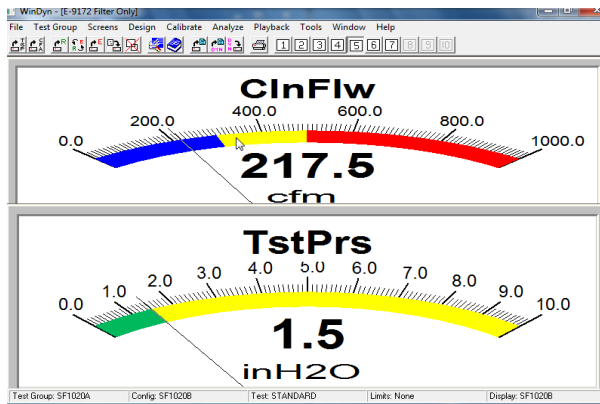 WinDyn - [E-9172 Filter Only]
File Test Group Screens Design Calibrate Analyze Playback Tools Window Help
1 2 3 4 5 6 7 8 9 10
ClnFlw
0.0 200.0 400.0 600.0 800.0 1000.0
217.5
cfm
TstPrs
0.0 1.0 2.0 3.0 4.0 5.0 6.0 7.0 8.0 9.0 10.0
1.5
inH2O
Test Group: SF1020A Config: SF1020B Test: STANDARD Limits: None Display: SF1020B